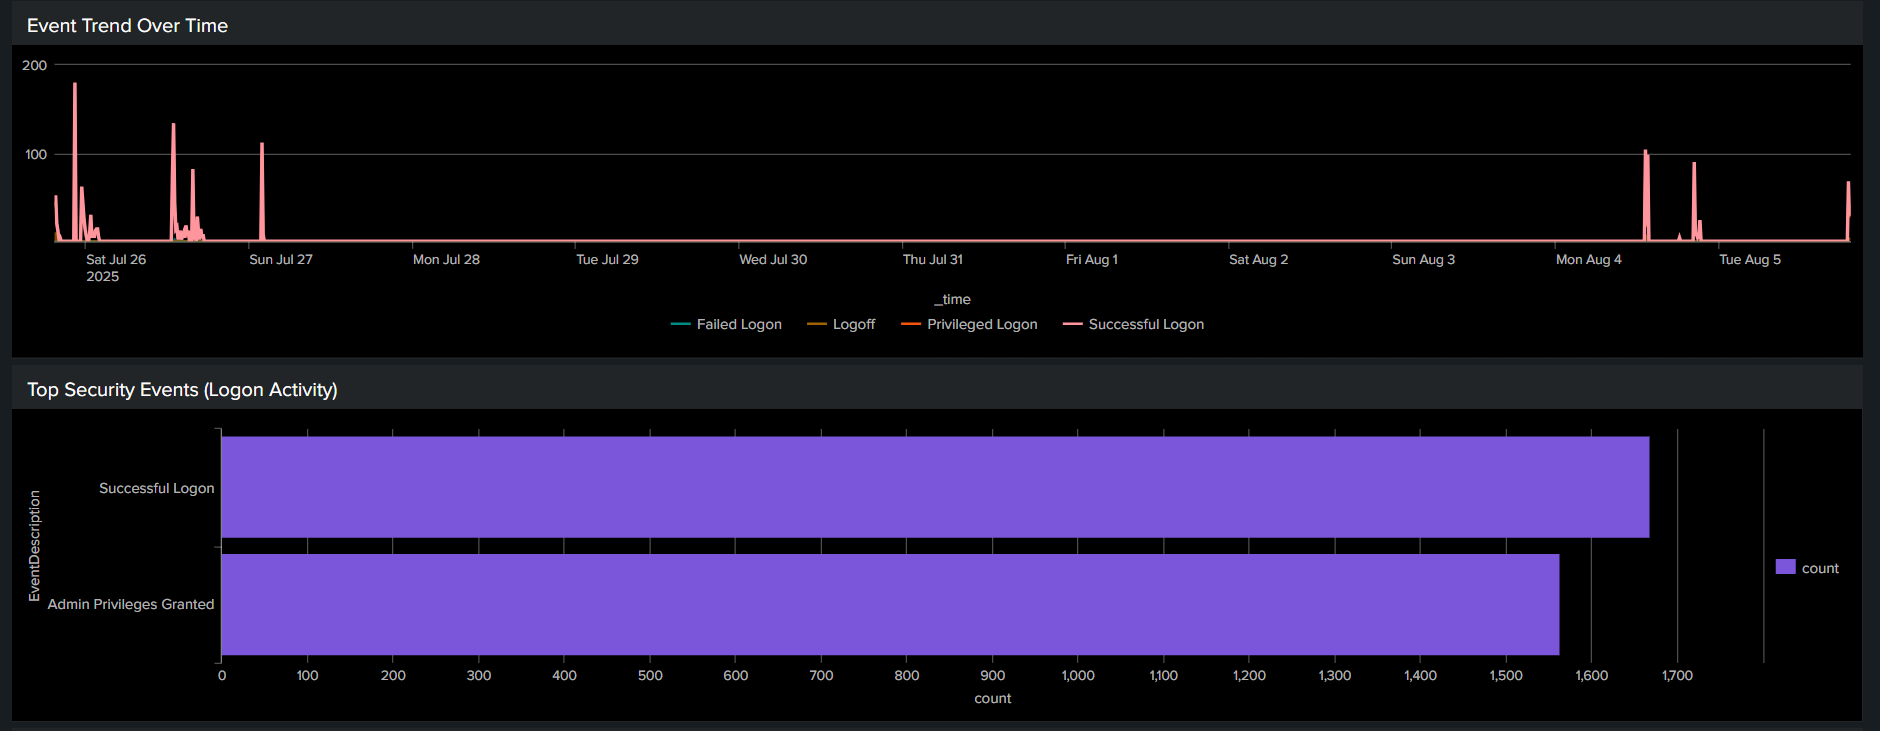 Event Trend Over Time
200
100
Sat Jul 26
2025
Sun Jul 27
Mon Jul 28
Tue Jul 29
Wed Jul 30
Thu Jul 31
Fri Aug 1
Sat Aug 2
Sun Aug 3
Mon Aug 4
Tue Aug 5
_time
Failed Logon
Logoff
Privileged Logon
Successful Logon
Top Security Events (Logon Activity)
EventDescription
Successful Logon
Admin Privileges Granted
0
100
200
300
400
500
600
700
800
900
1,000
1,100
1,200
1,300
1,400
1,500
1,600
1,700
count
count